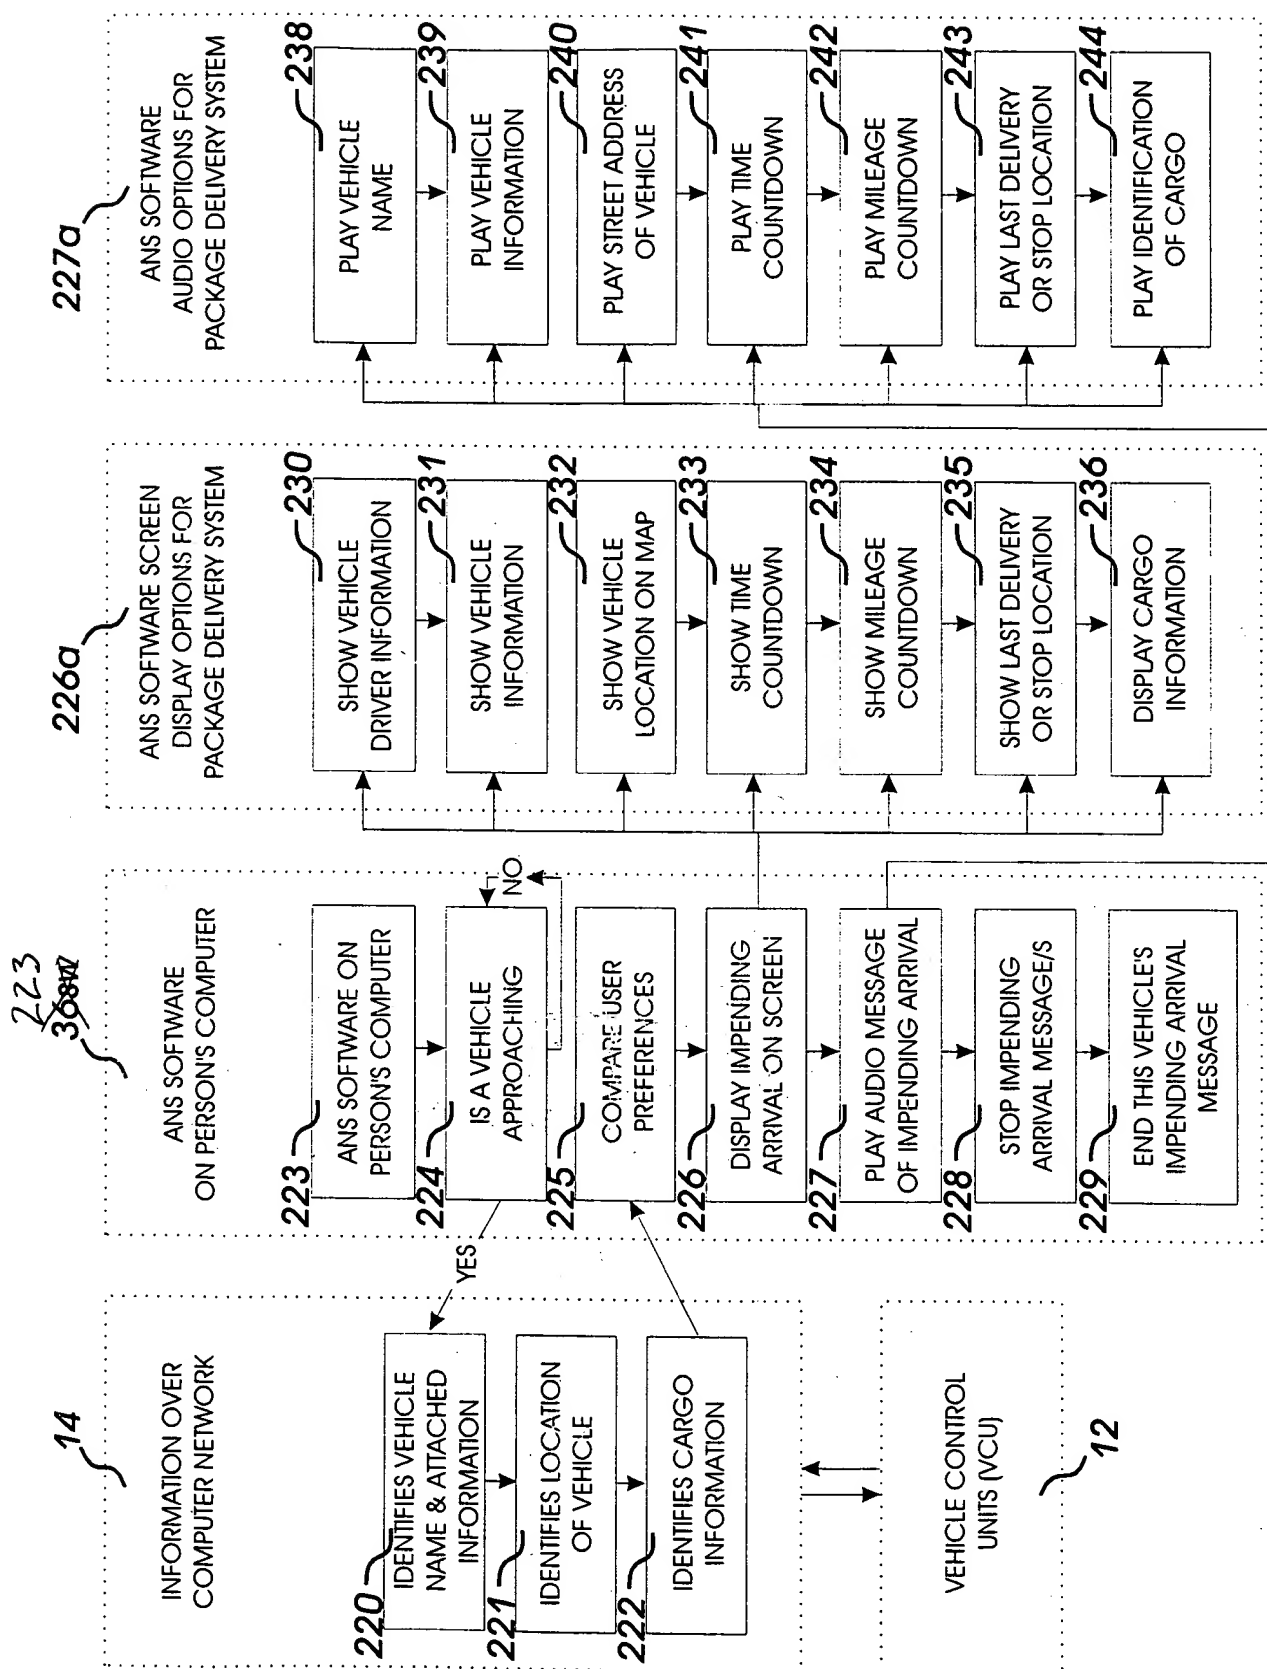 14
INFORMATION OVER
COMPUTER NETWORK
220
IDENTIFIES VEHICLE
NAME & ATTACHED
INFORMATION
221
IDENTIFIES LOCATION
OF VEHICLE
222
IDENTIFIES CARGO
INFORMATION
VEHICLE CONTROL
UNITS (VCU)
12
223
ANS SOFTWARE
ON PERSON'S COMPUTER
223
ANS SOFTWARE ON
PERSON'S COMPUTER
224
IS A VEHICLE
APPROACHING
YES
NO
225
COMPARE USER
PREFERENCES
226
DISPLAY IMPENDING
ARRIVAL ON SCREEN
227
PLAY AUDIO MESSAGE
OF IMPENDING ARRIVAL
228
STOP IMPENDING
ARRIVAL MESSAGE/S
229
END THIS VEHICLE'S
IMPENDING ARRIVAL
MESSAGE
226a
ANS SOFTWARE SCREEN
DISPLAY OPTIONS FOR
PACKAGE DELIVERY SYSTEM
230
SHOW VEHICLE
DRIVER INFORMATION
231
SHOW VEHICLE
INFORMATION
232
SHOW VEHICLE
LOCATION ON MAP
233
SHOW TIME
COUNTDOWN
234
SHOW MILEAGE
COUNTDOWN
235
SHOW LAST DELIVERY
OR STOP LOCATION
236
DISPLAY CARGO
INFORMATION
227a
ANS SOFTWARE
AUDIO OPTIONS FOR
PACKAGE DELIVERY SYSTEM
238
PLAY VEHICLE
NAME
239
PLAY VEHICLE
INFORMATION
240
PLAY STREET ADDRESS
OF VEHICLE
241
PLAY TIME
COUNTDOWN
242
PLAY MILEAGE
COUNTDOWN
243
PLAY LAST DELIVERY
OR STOP LOCATION
244
PLAY IDENTIFICATION
OF CARGO